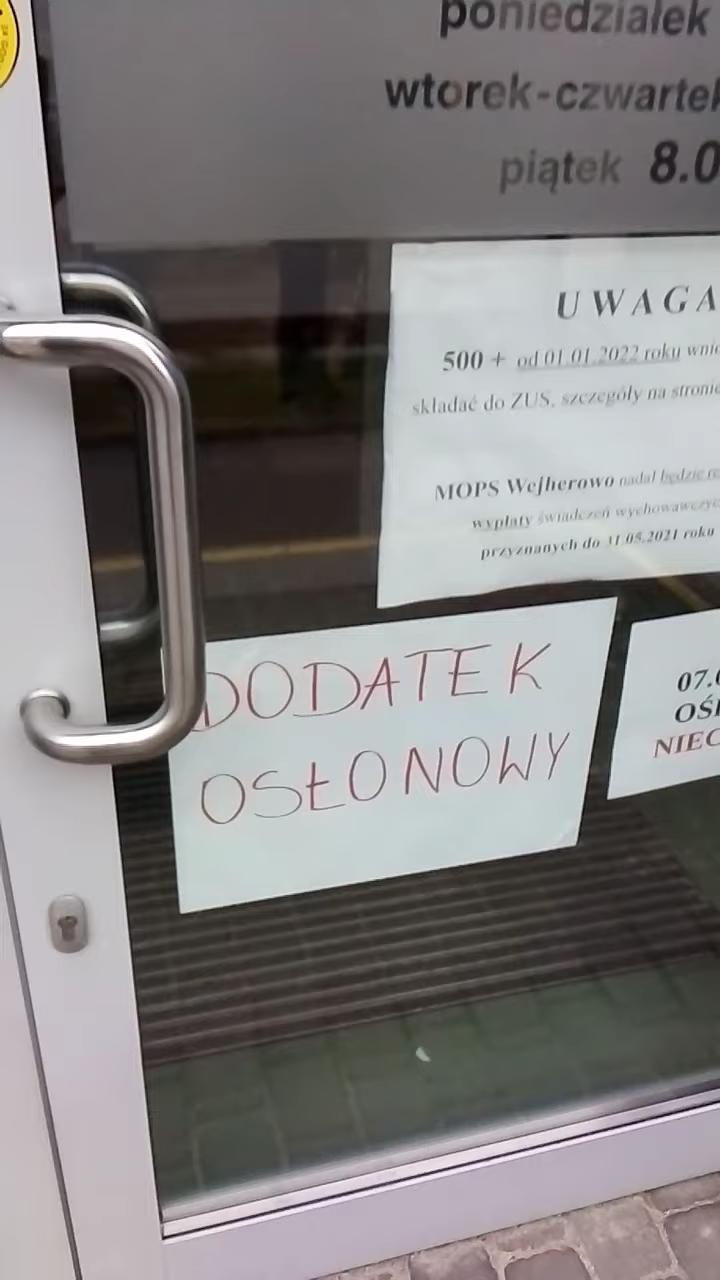 poniedziałek
wtorek-czwartek
piątek 8.0
UWAGA
500 + od 01.01.2022 roku wnio
składać do ZUS, szczegóły na stronie
MOPS Wejherowo nadal będzie re
wypłaty świadczeń wychowawczyc
przyznanych do 31.05.2021 roku
DODATEK
OSŁONOWY
07.0
OŚ
NIEC